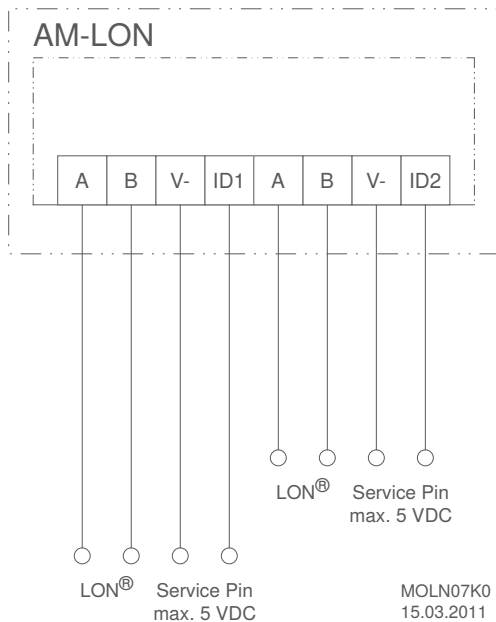 AM-LON
A B V- ID1 A B V- ID2
LON® Service Pin
max. 5 VDC
LON® Service Pin
max. 5 VDC
MOLN07K0
15.03.2011